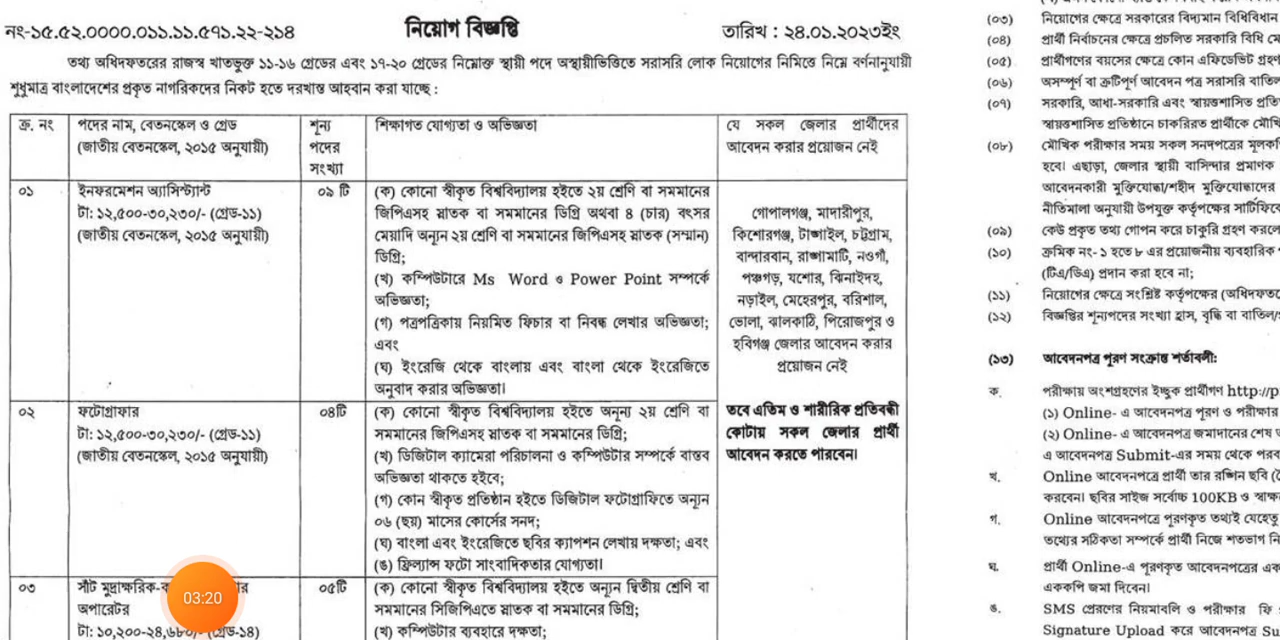 নিয়োগ বিজ্ঞপ্তি
নং-১৫.৫২.০০০০.০১১.১১.৫৭১.২২-২১৪
তারিখ : ২৪.০১.২০২৩ইং
তথ্য অধিদফতরের রাজস্ব খাতভুক্ত ১১-১৬ গ্রেডের এবং ১৭-২০ গ্রেডের নিম্নোক্ত স্থায়ী পদে অস্থায়ীভিত্তিতে সরাসরি লোক নিয়োগের নিমিত্তে নিম্নে বর্ণনানুযায়ী
শুধুমাত্র বাংলাদেশের প্রকৃত নাগরিকদের নিকট হতে দরখাস্ত আহবান করা যাচ্ছে :
ক্র. নং
পদের নাম, বেতনস্কেল ও গ্রেড
(জাতীয় বেতনস্কেল, ২০১৫ অনুযায়ী)
শূন্য
পদের
সংখ্যা
শিক্ষাগত যোগ্যতা ও অভিজ্ঞতা
যে সকল জেলার প্রার্থীদের
আবেদন করার প্রয়োজন নেই
০১
ইনফরমেশন অ্যাসিস্ট্যান্ট
টা: ১২,৫০০-৩০,২৩০/- (গ্রেড-১১)
(জাতীয় বেতনস্কেল, ২০১৫ অনুযায়ী)
০৯ টি
(ক) কোনো স্বীকৃত বিশ্ববিদ্যালয় হইতে ২য় শ্রেণি বা সমমানের
জিপিএসহ স্নাতক বা সমমানের ডিগ্রি অথবা ৪ (চার) বৎসর
মেয়াদি অন্যূন ২য় শ্রেণি বা সমমানের জিপিএসহ স্নাতক (সম্মান)
ডিগ্রি;
(খ) কম্পিউটারে Ms Word ও Power Point সম্পর্কে
অভিজ্ঞতা;
(গ) পত্রপত্রিকায় নিয়মিত ফিচার বা নিবন্ধ লেখার অভিজ্ঞতা;
এবং
(ঘ) ইংরেজি থেকে বাংলায় এবং বাংলা থেকে ইংরেজিতে
অনুবাদ করার অভিজ্ঞতা।
গোপালগঞ্জ, মাদারীপুর,
কিশোরগঞ্জ, টাঙ্গাইল, চট্টগ্রাম,
বান্দারবান, রাঙ্গামাটি, নওগাঁ,
পঞ্চগড়, যশোর, ঝিনাইদহ,
নড়াইল, মেহেরপুর, বরিশাল,
ভোলা, ঝালকাঠি, পিরোজপুর ও
হবিগঞ্জ জেলার আবেদন করার
প্রয়োজন নেই
০২
ফটোগ্রাফার
টা: ১২,৫০০-৩০,২৩০/- (গ্রেড-১১)
(জাতীয় বেতনস্কেল, ২০১৫ অনুযায়ী)
০৪টি
(ক) কোনো স্বীকৃত বিশ্ববিদ্যালয় হইতে অনূন্য ২য় শ্রেণি বা
সমমানের জিপিএসহ স্নাতক বা সমমানের ডিগ্রি;
(খ) ডিজিটাল ক্যামেরা পরিচালনা ও কম্পিউটার সম্পর্কে বাস্তব
অভিজ্ঞতা থাকতে হইবে;
(গ) কোন স্বীকৃত প্রতিষ্ঠান হইতে ডিজিটাল ফটোগ্রাফিতে অন্যূন
০৬ (ছয়) মাসের কোর্সের সনদ;
(ঘ) বাংলা এবং ইংরেজিতে ছবির ক্যাপশন লেখায় দক্ষতা; এবং
(ঙ) ফ্রিল্যান্স ফটো সাংবাদিকতার যোগ্যতা।
তবে এতিম ও শারীরিক প্রতিবন্ধী
কোটায় সকল জেলার প্রার্থী
আবেদন করতে পারবেন।
০৩
সাঁট মুদ্রাক্ষরিক-
অপারেটর
টা: ১০,২০০-২৪,৬৮০/- (গ্রেড-১৪)
০৫টি
(ক) কোনো স্বীকৃত বিশ্ববিদ্যালয় হইতে অন্যূন দ্বিতীয় শ্রেণি বা
সমমানের সিজিপিএতে স্নাতক বা সমমানের ডিগ্রি;
(খ) কম্পিউটার ব্যবহারে দক্ষতা;
03:20
(০৩) নিয়োগের ক্ষেত্রে সরকারের বিদ্যমান বিধিবিধান
(০৪) প্রার্থী নির্বাচনের ক্ষেত্রে প্রচলিত সরকারি বিধি
(০৫) প্রার্থীগণের বয়সের ক্ষেত্রে কোন এফিডেভিট
(০৬) অসম্পূর্ণ বা ত্রুটিপূর্ণ আবেদন পত্র সরাসরি
(০৭) সরকারি, আধা-সরকারি এবং স্বায়ত্তশাসিত
স্বায়ত্তশাসিত প্রতিষ্ঠানে চাকরিরত প্রার্থীকে
(০৮) মৌখিক পরীক্ষার সময় সকল সনদপত্রের
হবে। এছাড়া, জেলার স্থায়ী বাসিন্দার প্রমাণক
আবেদনকারী মুক্তিযোদ্ধা/শহীদ মুক্তিযোদ্ধাদের
নীতিমালা অনুযায়ী উপযুক্ত কর্তৃপক্ষের
(০৯) কেউ প্রকৃত তথ্য গোপন করে চাকুরি গ্রহণ
(১০) ক্রমিক নং- ১ হতে ৮ এর প্রয়োজনীয় ব্যবহারিক
(টিএ/ডিএ) প্রদান করা হবে না;
(১১) নিয়োগের ক্ষেত্রে সংশ্লিষ্ট কর্তৃপক্ষের
(১২) বিজ্ঞপ্তির শূন্যপদের সংখ্যা হ্রাস, বৃদ্ধি বা
(১৩) আবেদনপত্র পূরণ সংক্রান্ত শর্তাবলী:
ক. পরীক্ষায় অংশগ্রহণের ইচ্ছুক প্রার্থীগণ http://p
(১) Online- এ আবেদনপত্র পূরণ ও পরীক্ষার
(২) Online- এ আবেদনপত্র জমাদানের শেষ
এ আবেদনপত্র Submit-এর সময় থেকে
খ. Online আবেদনপত্রে প্রার্থী তার রঙ্গিন ছবি
করবেন। ছবির সাইজ সর্বোচ্চ 100KB ও
গ. Online আবেদনপত্রে পূরণকৃত তথ্যই যেহেতু
তথ্যের সঠিকতা সম্পর্কে প্রার্থী নিজে শতভাগ
ঘ. প্রার্থী Online-এ পূরণকৃত আবেদনপত্রের
এককপি জমা দিবেন।
ঙ. SMS প্রেরণের নিয়মাবলি ও পরীক্ষার ফি
Signature Upload করে আবেদনপত্র